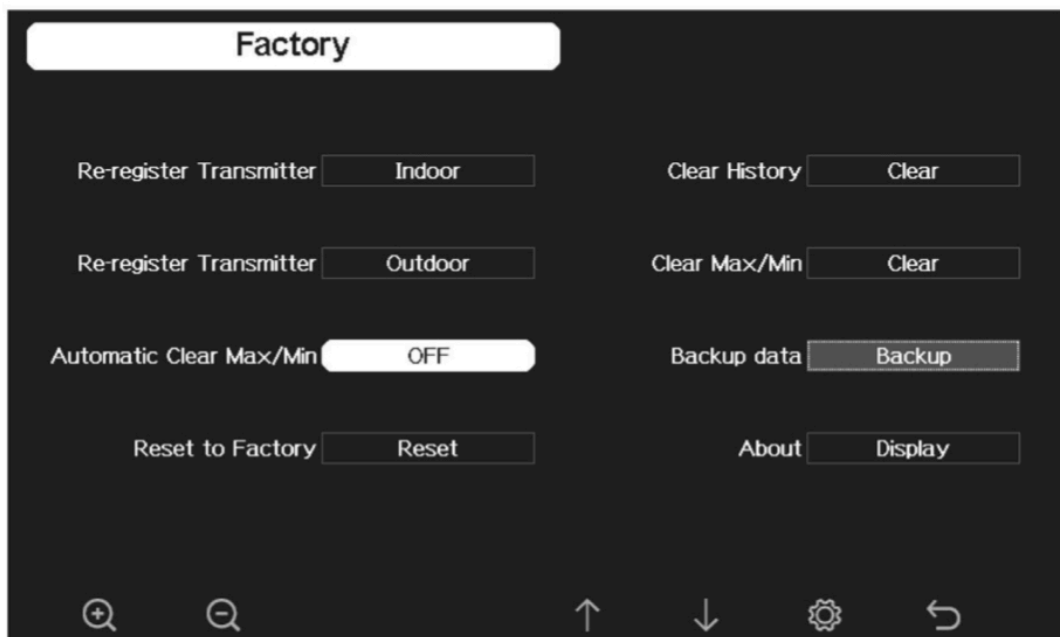 Factory
Re-register Transmitter Indoor
Clear History Clear
Re-register Transmitter Outdoor
Clear Max/Min Clear
Automatic Clear Max/Min OFF
Backup data Backup
Reset to Factory Reset
About Display